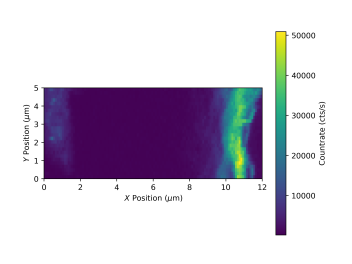 50000
40000
30000
20000
10000
Countrate (cts/s)
5
4
3
2
1
0
Y Position (μm)
0 2 4 6 8 10 12
X Position (μm)